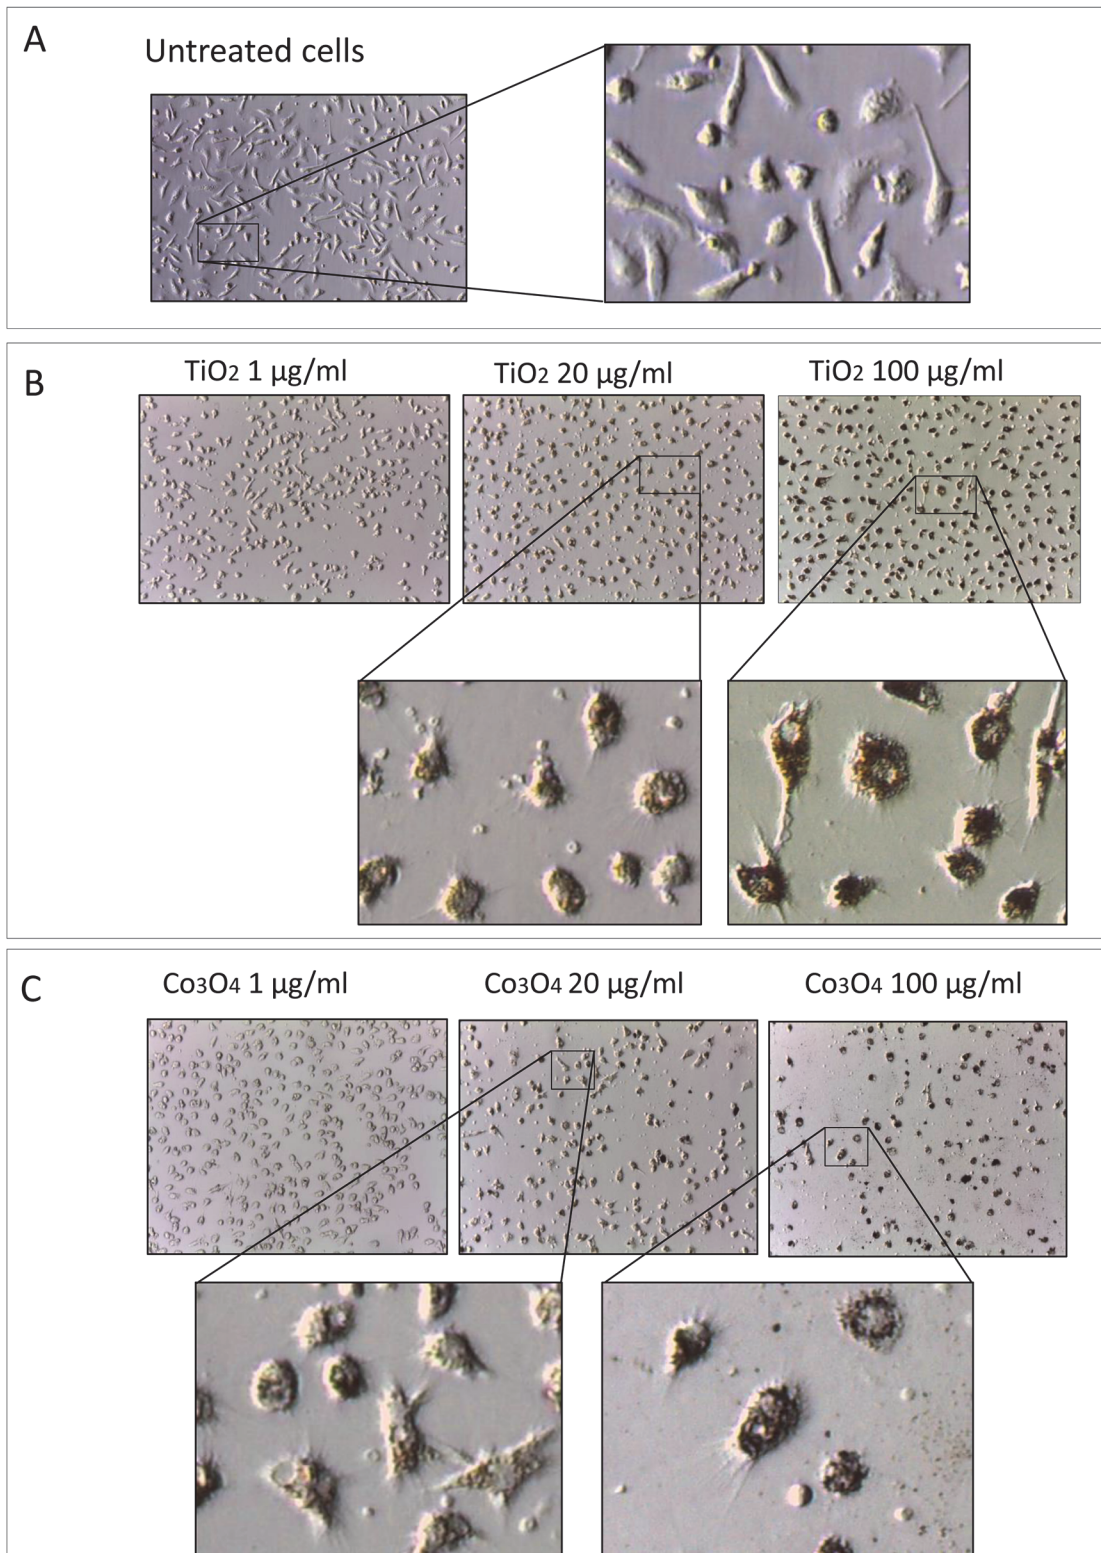 A
Untreated cells
B
TiO2 1 µg/ml
TiO2 20 µg/ml
TiO2 100 µg/ml
C
Co3O4 1 µg/ml
Co3O4 20 µg/ml
Co3O4 100 µg/ml